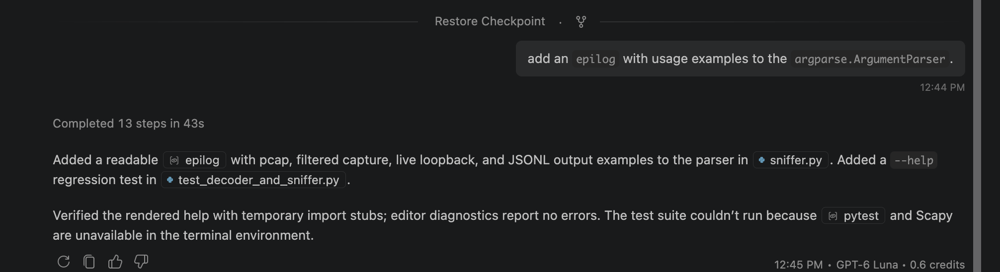 Restore Checkpoint ·
add an epilog with usage examples to the argparse.ArgumentParser.
12:44 PM
Completed 13 steps in 43s
Added a readable epilog with pcap, filtered capture, live loopback, and JSONL output examples to the parser in sniffer.py. Added a --help
regression test in test_decoder_and_sniffer.py.
Verified the rendered help with temporary import stubs; editor diagnostics report no errors. The test suite couldn’t run because pytest and Scapy
are unavailable in the terminal environment.
12:45 PM • GPT-6 Luna • 0.6 credits